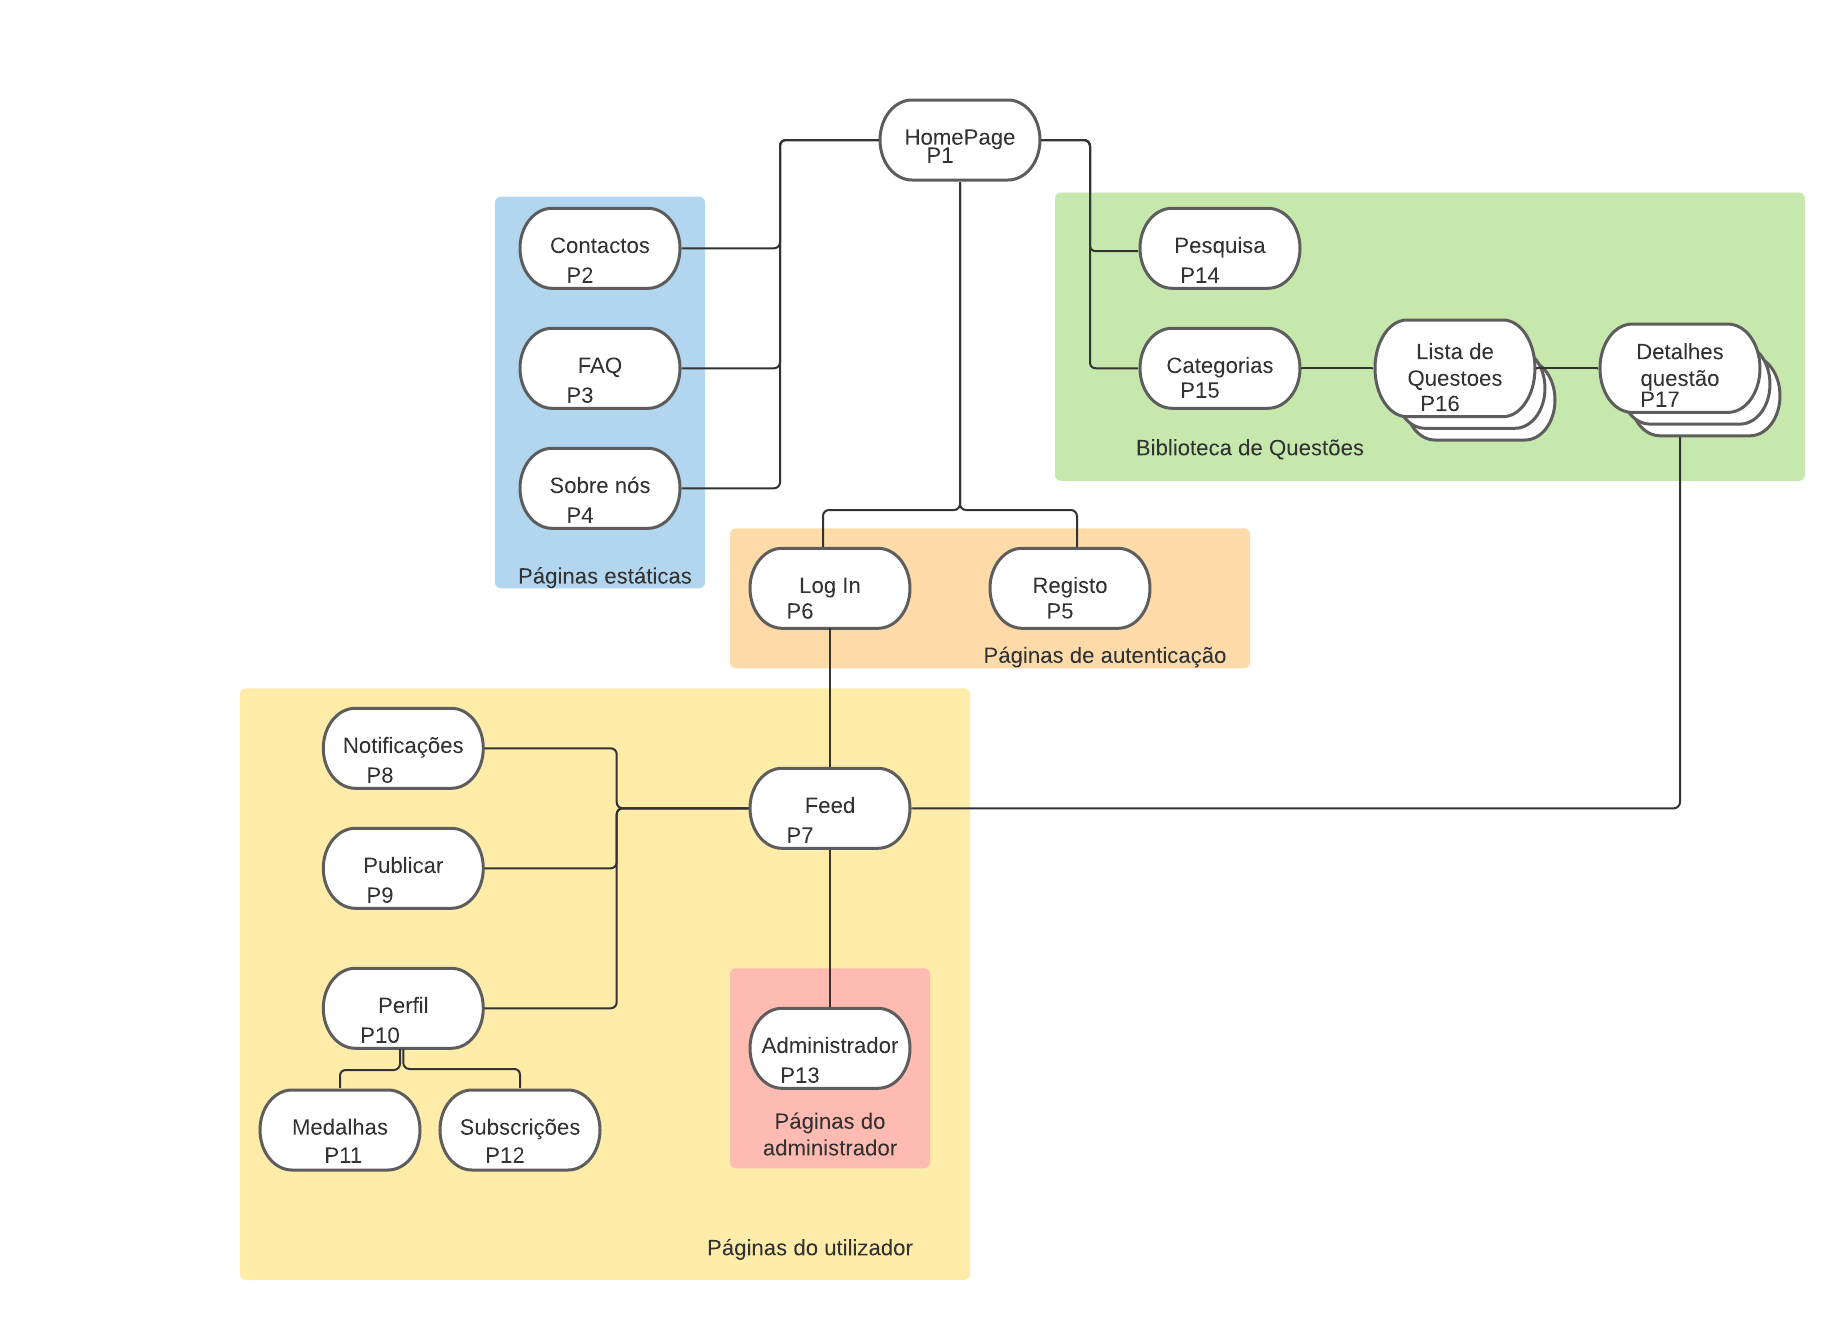 HomePage
P1
Contactos
P2
FAQ
P3
Sobre nós
P4
Páginas estáticas
Pesquisa
P14
Categorias
P15
Lista de
Questoes
P16
Detalhes
questão
P17
Biblioteca de Questões
Log In
P6
Registo
P5
Páginas de autenticação
Notificações
P8
Feed
P7
Publicar
P9
Perfil
P10
Medalhas
P11
Subscrições
P12
Administrador
P13
Páginas do
administrador
Páginas do utilizador